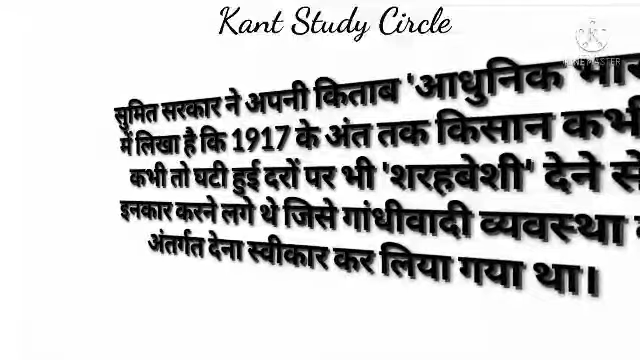 Kant Study Circle
KINEMASTER
सुमित सरकार ने अपनी किताब 'आधुनिक
में लिखा है कि 1917 के अंत तक किसान
कभी तो घटी हुई दरों पर भी 'शरहबेशी' देने
इनकार करने लगे थे जिसे गांधीवादी व्यवस्था
अंतर्गत देना स्वीकार कर लिया गया था।